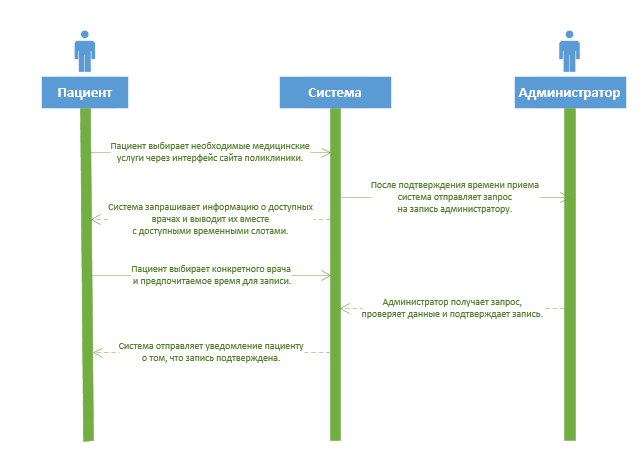 Пациент
Система
Администратор
Пациент выбирает необходимые медицинские
услуги через интерфейс сайта поликлиники.
После подтверждения времени приема
система отправляет запрос
на запись администратору.
Система запрашивает информацию о доступных
врачах и выводит их вместе
с доступными временными слотами.
Пациент выбирает конкретного врача
и предпочитаемое время для записи.
Администратор получает запрос,
проверяет данные и подтверждает запись.
Система отправляет уведомление пациенту
о том, что запись подтверждена.